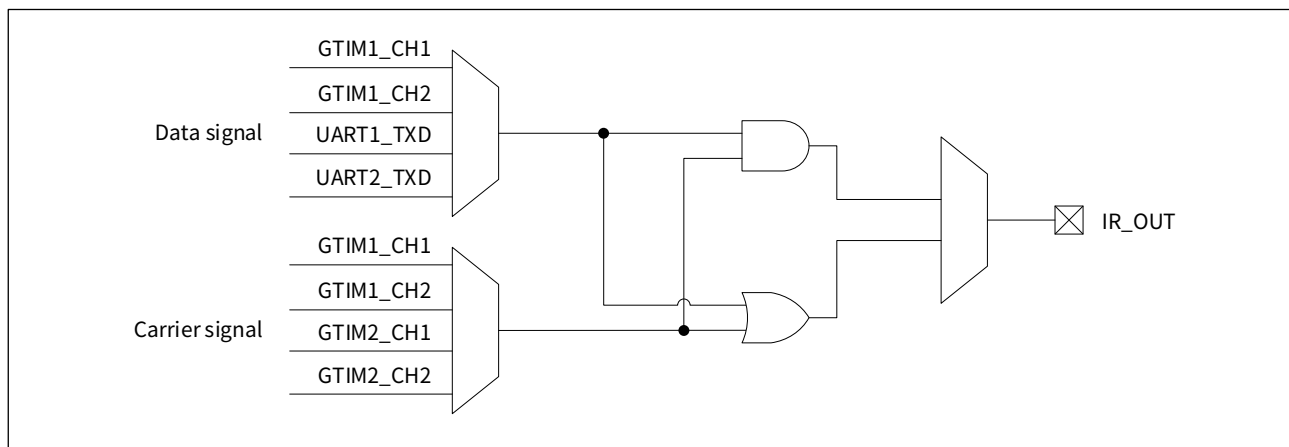 GTIM1_CH1
GTIM1_CH2
Data signal
UART1_TXD
UART2_TXD
GTIM1_CH1
GTIM1_CH2
Carrier signal
GTIM2_CH1
GTIM2_CH2
IR_OUT